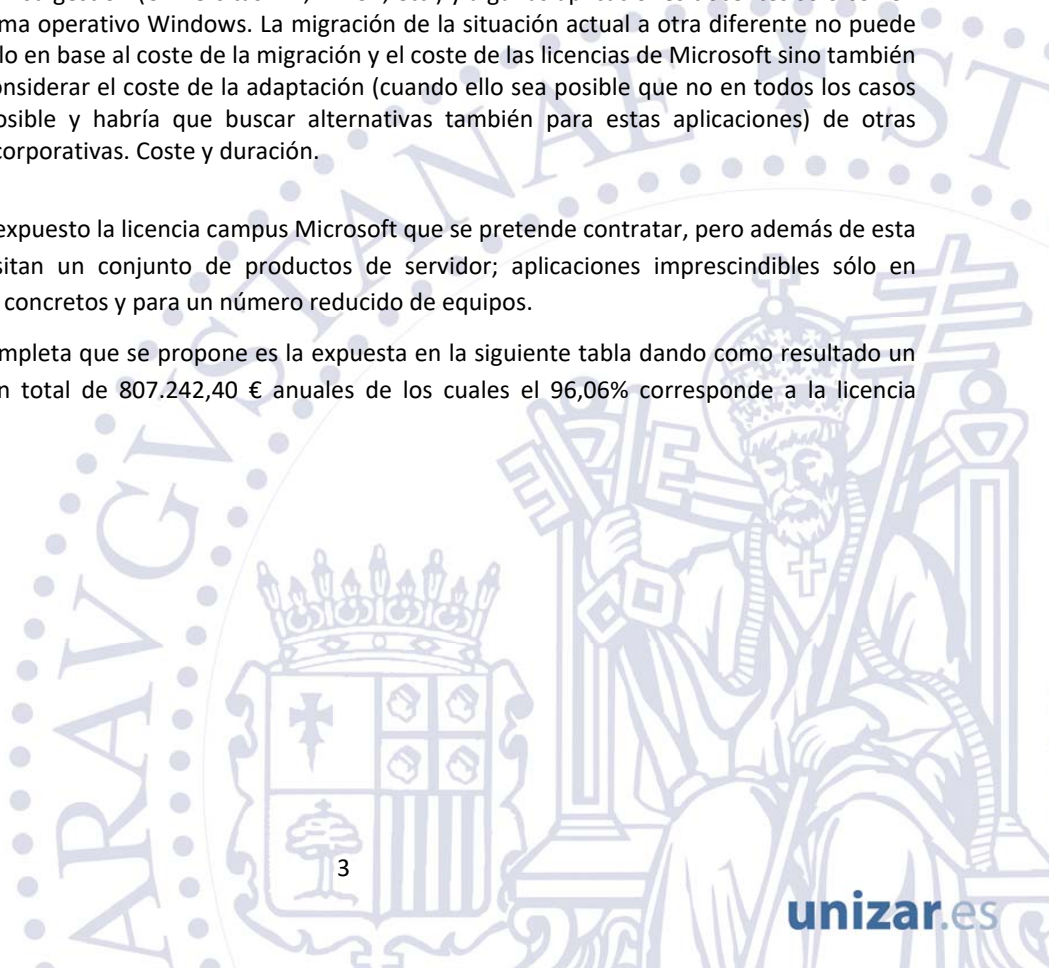 ma operativo Windows. La migración de la situación actual a otra diferente no puede
lo en base al coste de la migración y el coste de las licencias de Microsoft sino también
onsiderar el coste de la adaptación (cuando ello sea posible que no en todos los casos
osible y habría que buscar alternativas también para estas aplicaciones) de otras
corporativas. Coste y duración.
expuesto la licencia campus Microsoft que se pretende contratar, pero además de esta
sitan un conjunto de productos de servidor; aplicaciones imprescindibles sólo en
concretos y para un número reducido de equipos.
mpleta que se propone es la expuesta en la siguiente tabla dando como resultado un
n total de 807.242,40 € anuales de los cuales el 96,06% corresponde a la licencia
ARAVGVSTANAE ST
3
unizar.es